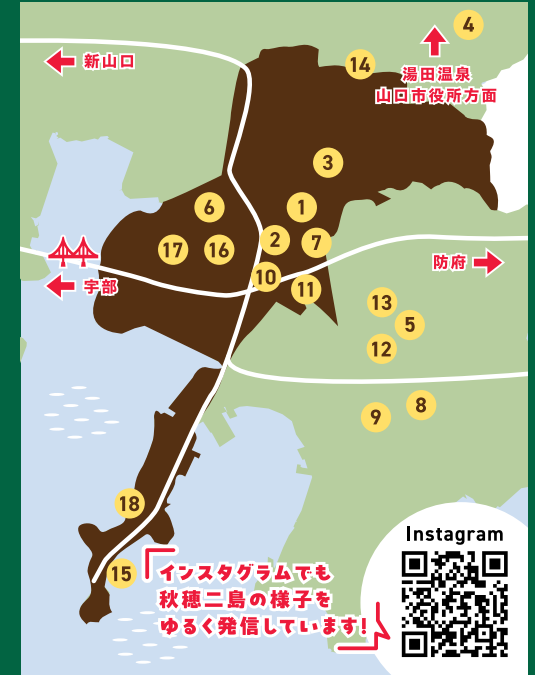 4
14
湯田温泉
山口市役所方面
新山口
3
6
1
2
7
17
16
10
11
防府
宇部
13
5
12
8
9
18
15
Instagram
インスタグラムでも
秋穂二島の様子を
ゆるく発信しています!